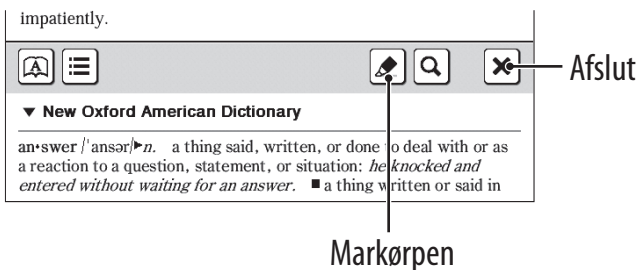 impatiently.
Afslut
▼ New Oxford American Dictionary
an•swer /ˈansər/▶n. a thing said, written, or done to deal with or as
a reaction to a question, statement, or situation: he knocked and
entered without waiting for an answer. ■ a thing written or said in
Markørpen